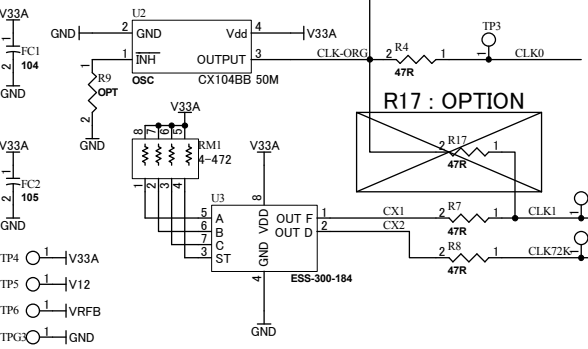 V33A
1
FC1
104
2
GND
V33A
1
FC2
105
2
GND
TP4 1 V33A
TP5 1 V12
TP6 1 VRFB
TPG3 1 GND
U2
GND 2 GND Vdd 4 V33A
1 INH OUTPUT 3 CLK-ORG
OSC CX104BB 50M
1
R9
OPT
2
GND
TP3
1
2 R4 1 CLK0
47R
R17 : OPTION
2 R17 1
47R
V33A
8 7 6 5
RM1
4-472
1 2 3 4
V33A
8
U3
5 A VDD OUT F 1 CX1 2 R7 1 CLK1
47R
6 B OUT D 2 CX2
7 C
3 ST GND
2 R8 1 CLK72K
47R
1
1
ESS-300-184
4
GND